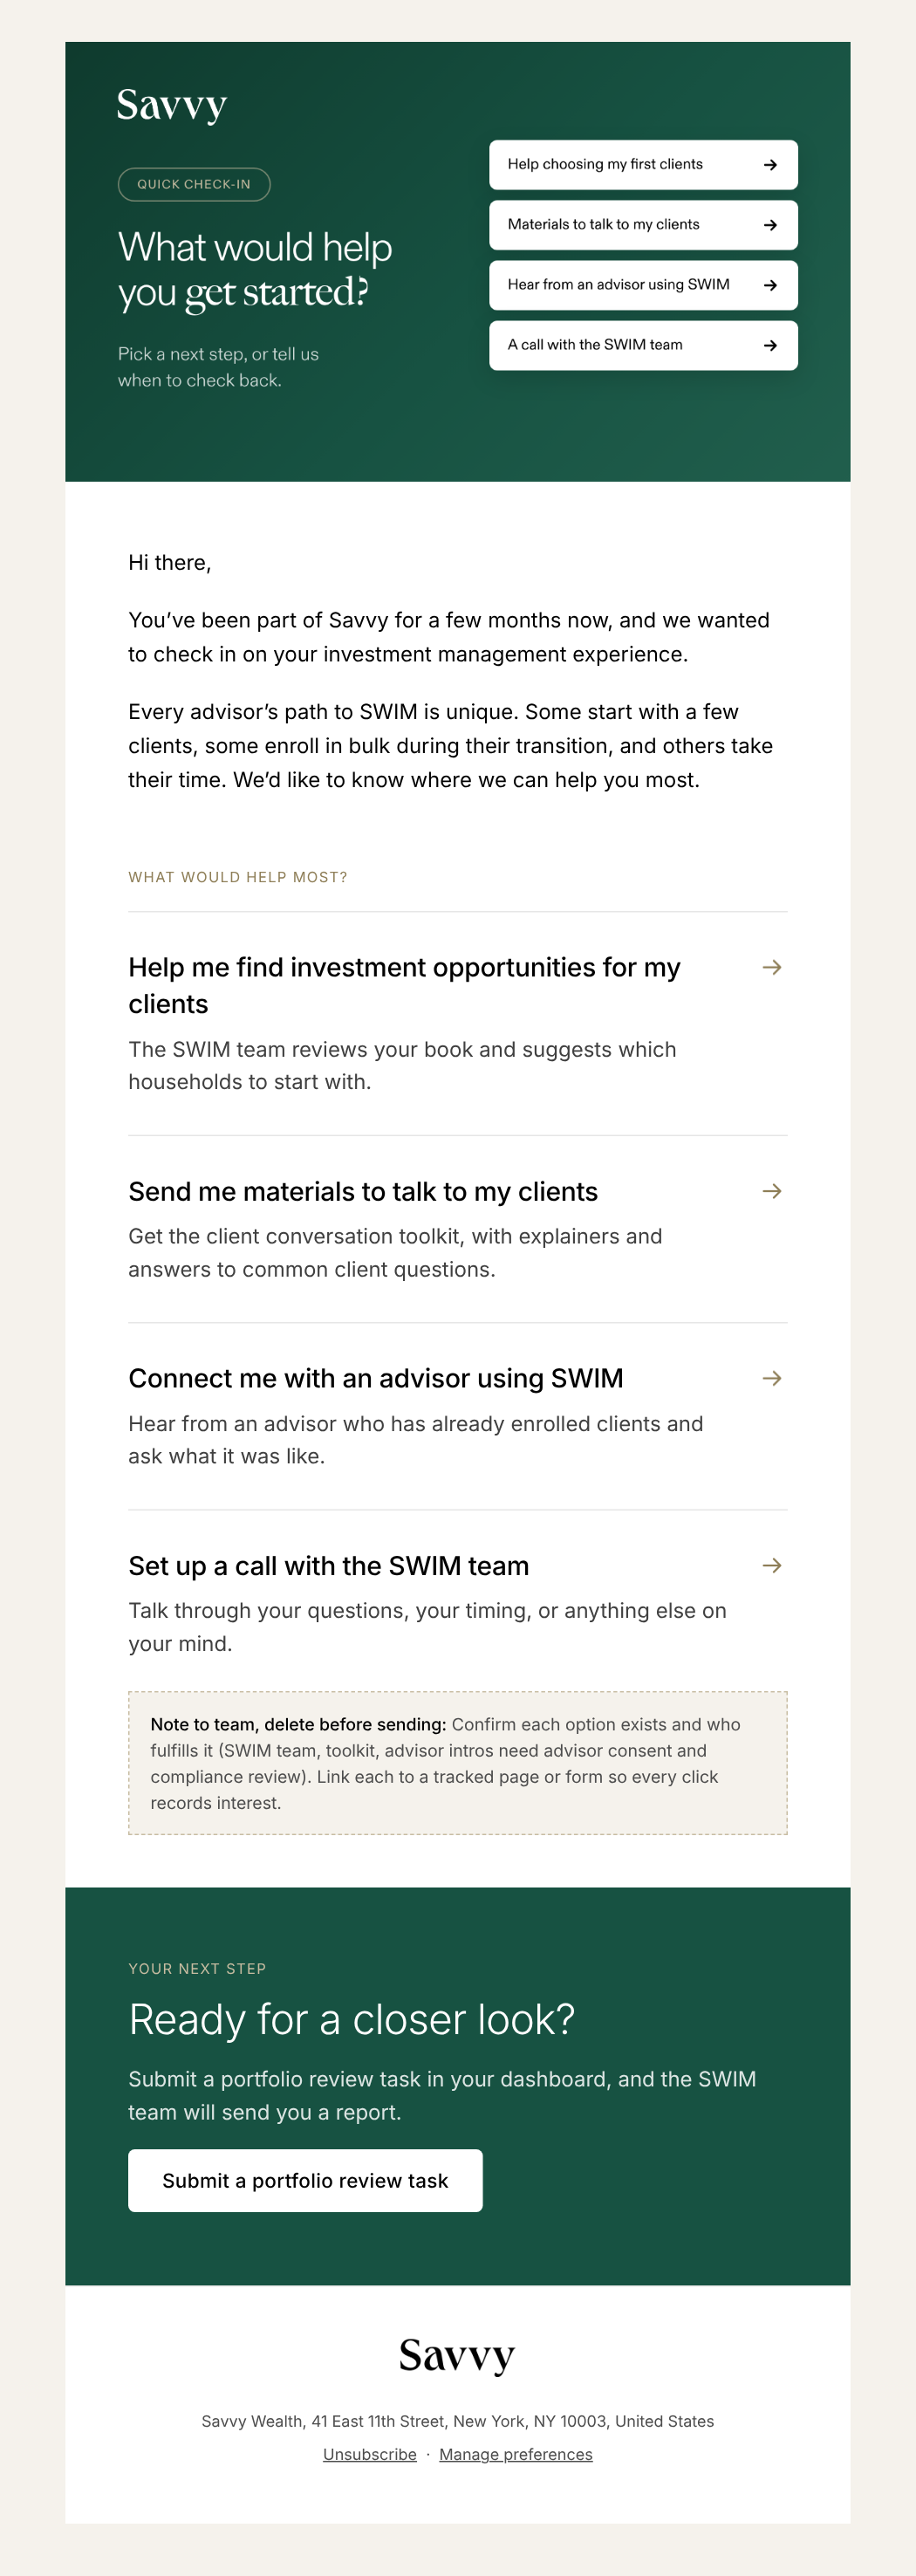 Savvy
QUICK CHECK-IN
What would help
you get started?
Pick a next step, or tell us
when to check back.
Help choosing my first clients
Materials to talk to my clients
Hear from an advisor using SWIM
A call with the SWIM team
Hi there,
You’ve been part of Savvy for a few months now, and we wanted
to check in on your investment management experience.
Every advisor’s path to SWIM is unique. Some start with a few
clients, some enroll in bulk during their transition, and others take
their time. We’d like to know where we can help you most.
WHAT WOULD HELP MOST?
Help me find investment opportunities for my
clients
The SWIM team reviews your book and suggests which
households to start with.
Send me materials to talk to my clients
Get the client conversation toolkit, with explainers and
answers to common client questions.
Connect me with an advisor using SWIM
Hear from an advisor who has already enrolled clients and
ask what it was like.
Set up a call with the SWIM team
Talk through your questions, your timing, or anything else on
your mind.
Note to team, delete before sending: Confirm each option exists and who
fulfills it (SWIM team, toolkit, advisor intros need advisor consent and
compliance review). Link each to a tracked page or form so every click
records interest.
YOUR NEXT STEP
Ready for a closer look?
Submit a portfolio review task in your dashboard, and the SWIM
team will send you a report.
Submit a portfolio review task
Savvy
Savvy Wealth, 41 East 11th Street, New York, NY 10003, United States
Unsubscribe · Manage preferences